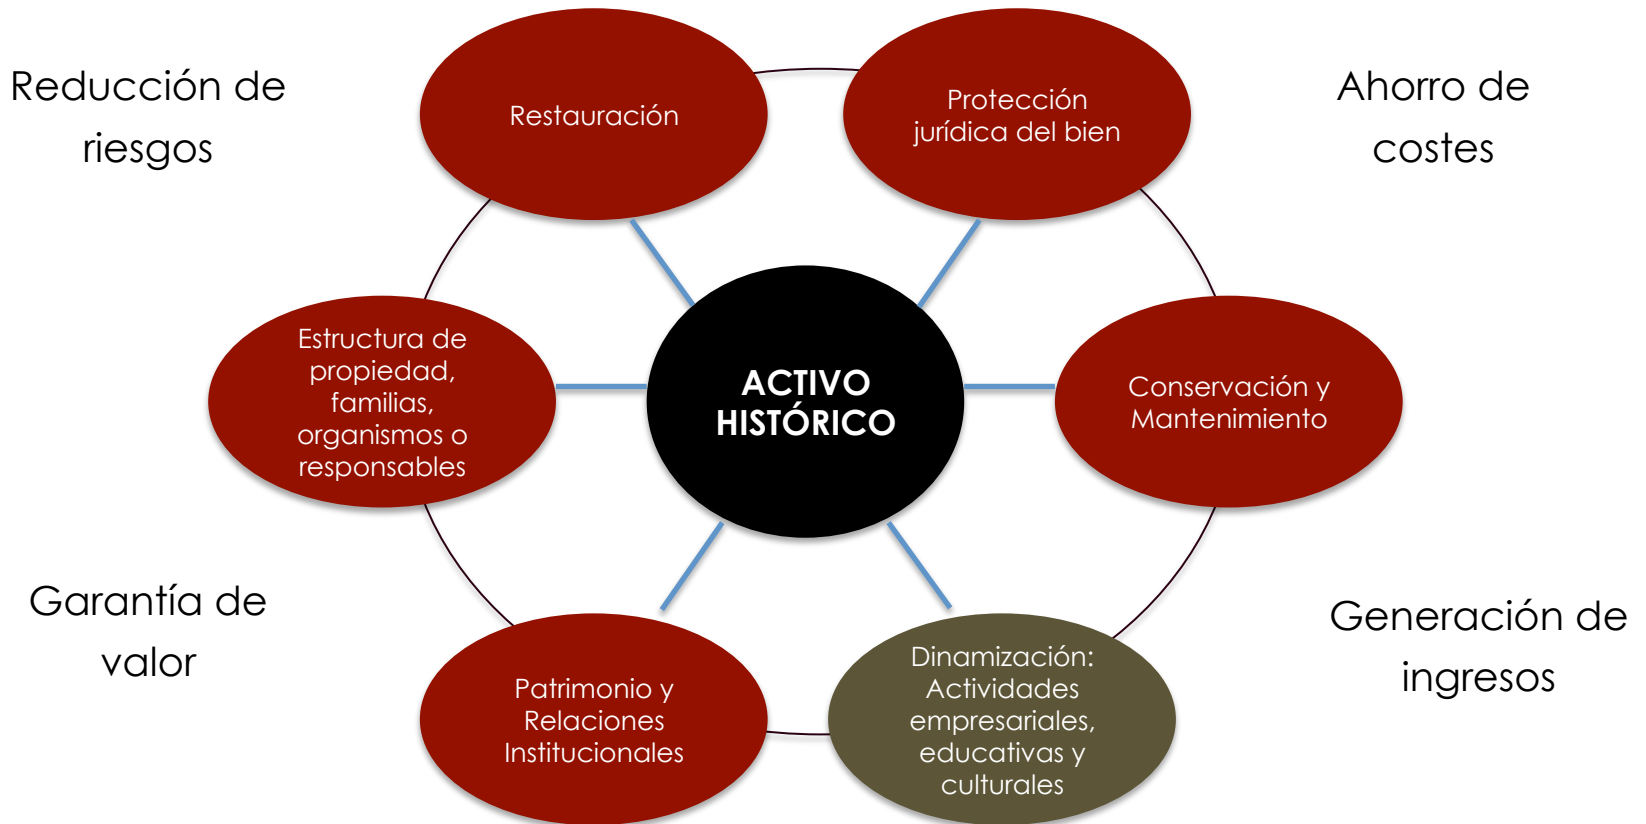 Reducción de
riesgos
Restauración
Protección
jurídica del bien
Ahorro de
costes
Estructura de
propiedad,
familias,
organismos o
responsables
ACTIVO
HISTÓRICO
Conservación y
Mantenimiento
Garantía de
valor
Patrimonio y
Relaciones
Institucionales
Dinamización:
Actividades
empresariales,
educativas y
culturales
Generación de
ingresos